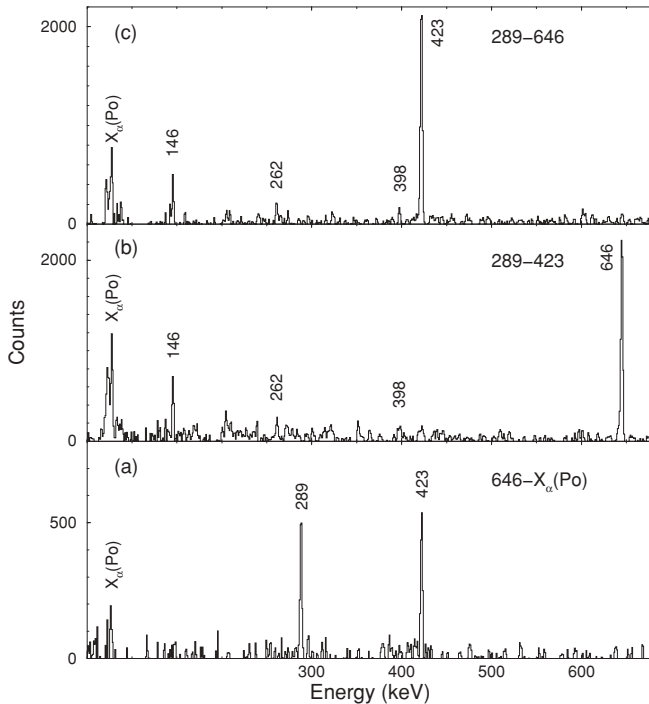 2000
(c)
289−646
423
Xα(Po)
146
262
398
0
2000
(b)
289−423
646
Xα(Po)
146
262
398
0
Counts
(a)
646−Xα(Po)
500
289
423
Xα(Po)
0
300 400 500 600
Energy (keV)